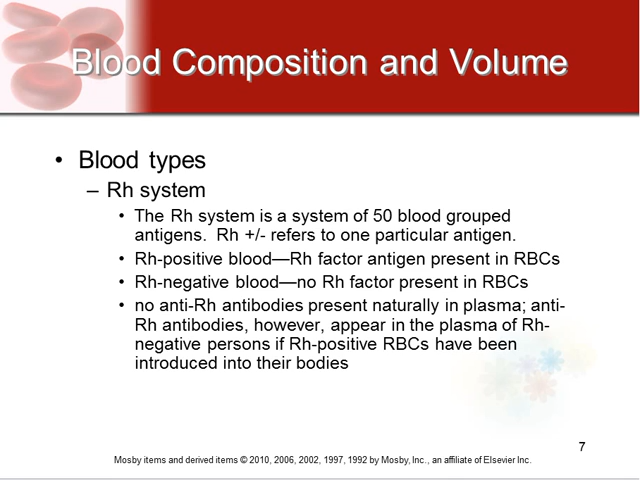 Blood Composition and Volume
• Blood types
– Rh system
• The Rh system is a system of 50 blood grouped
antigens. Rh +/- refers to one particular antigen.
• Rh-positive blood—Rh factor antigen present in RBCs
• Rh-negative blood—no Rh factor present in RBCs
• no anti-Rh antibodies present naturally in plasma; anti-
Rh antibodies, however, appear in the plasma of Rh-
negative persons if Rh-positive RBCs have been
introduced into their bodies
7
Mosby items and derived items © 2010, 2006, 2002, 1997, 1992 by Mosby, Inc., an affiliate of Elsevier Inc.